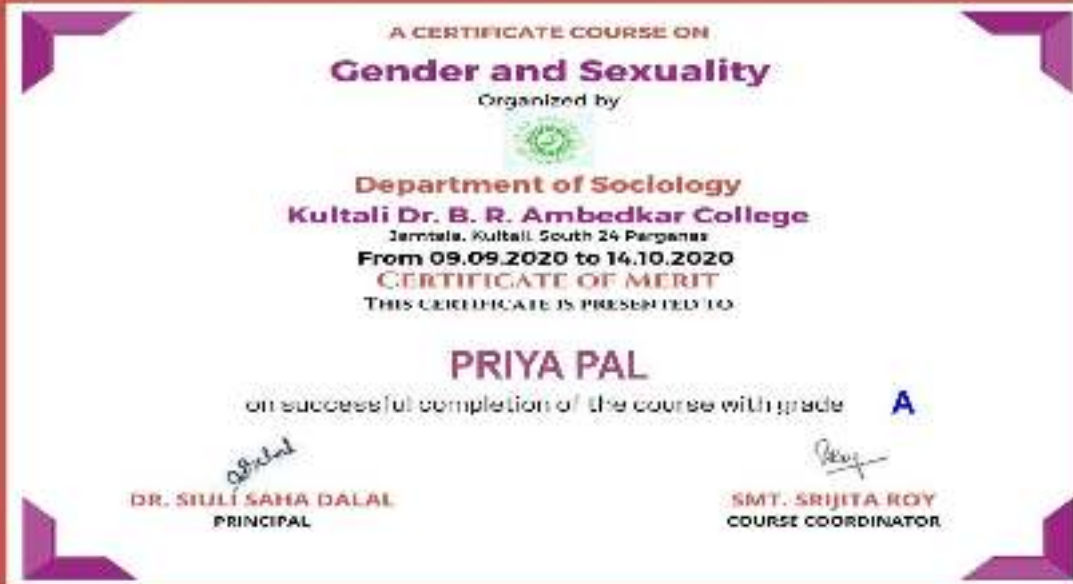 A CERTIFICATE COURSE ON
Gender and Sexuality
Organized by
Department of Sociology
Kultali Dr. B. R. Ambedkar College
Jamtala, Kultali, South 24 Parganas
From 09.09.2020 to 14.10.2020
CERTIFICATE OF MERIT
THIS CERTIFICATE IS PRESENTED TO
PRIYA PAL
on successful completion of the course with grade A
DR. SIULI SAHA DALAL
PRINCIPAL
SMT. SRIJITA ROY
COURSE COORDINATOR